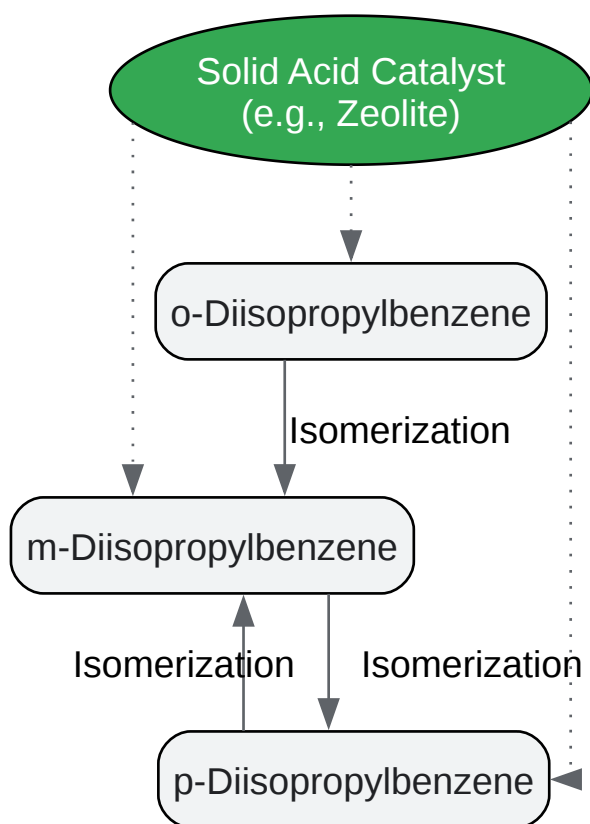 Solid Acid Catalyst
(e.g., Zeolite)
o-Diisopropylbenzene
Isomerization
m-Diisopropylbenzene
Isomerization
Isomerization
p-Diisopropylbenzene